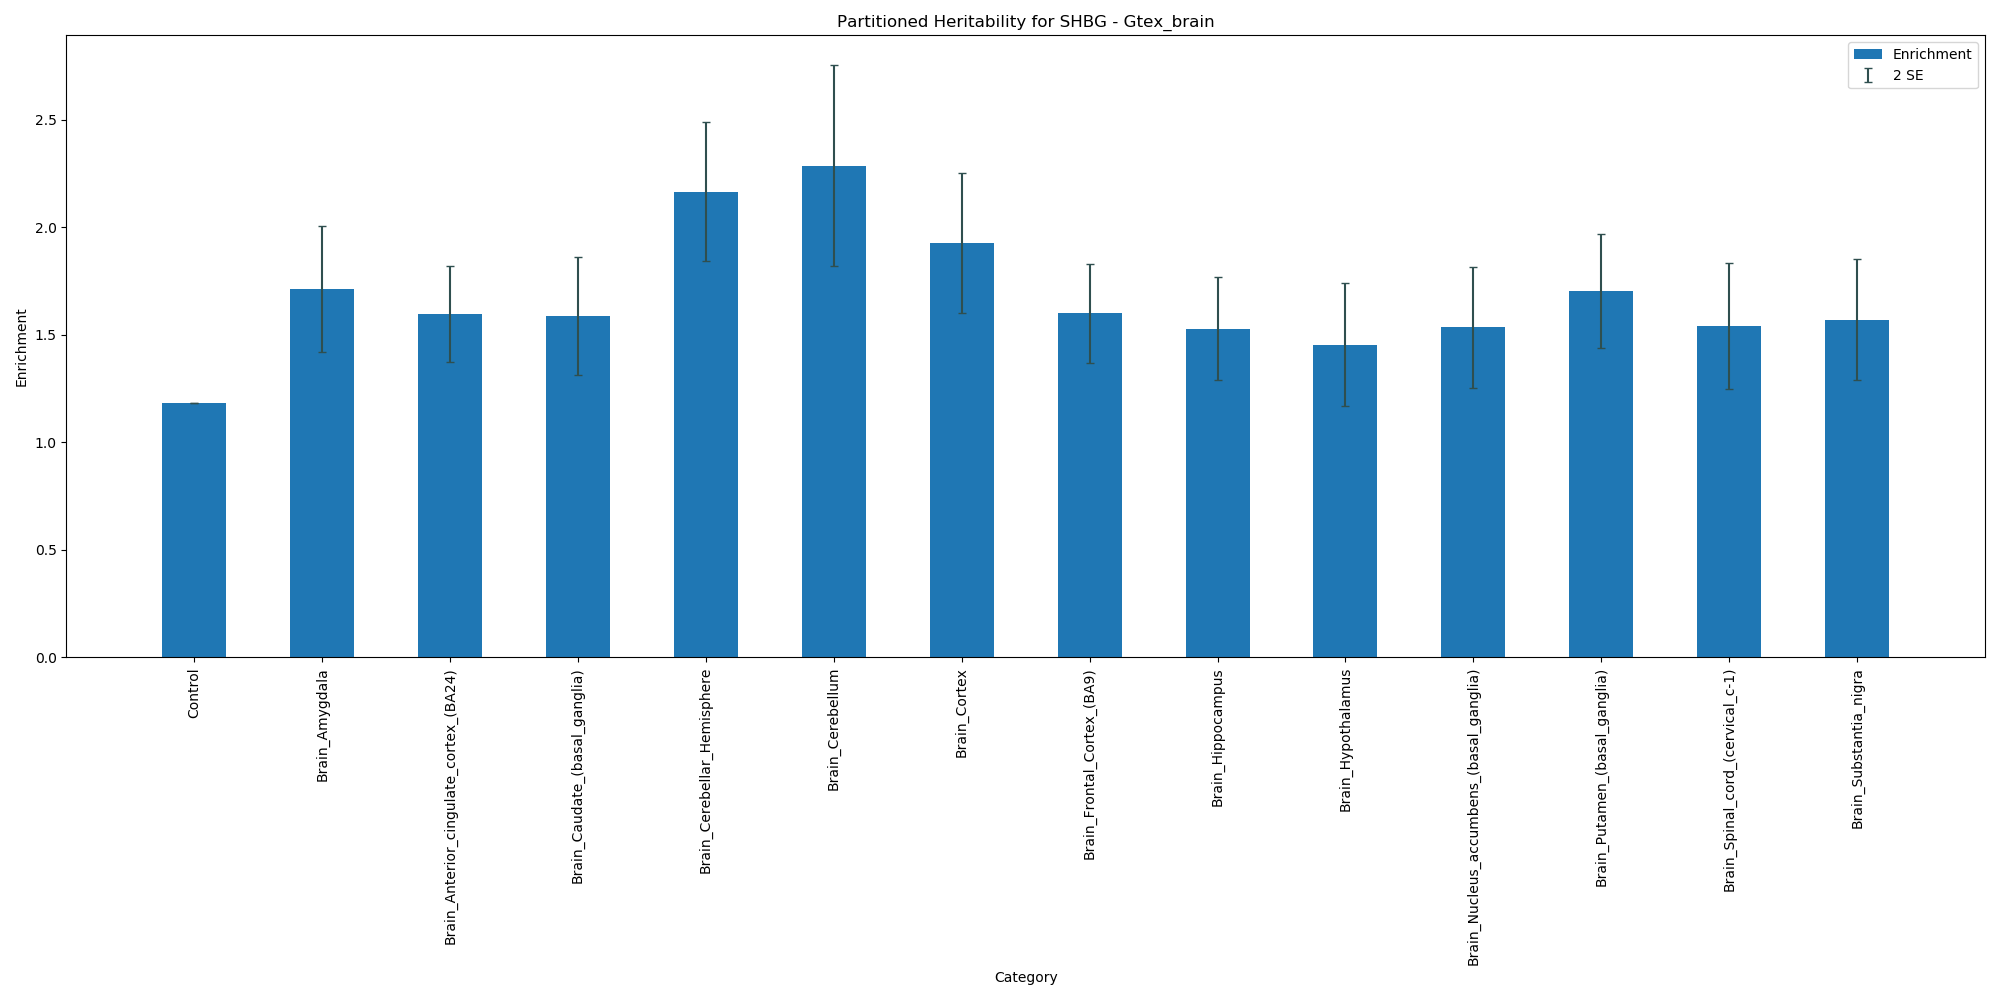 Partitioned Heritability for SHBG - Gtex_brain
Enrichment
2 SE
2.5
2.0
1.5
1.0
0.5
0.0
Enrichment
Control
Brain_Amygdala
Brain_Anterior_cingulate_cortex_(BA24)
Brain_Caudate_(basal_ganglia)
Brain_Cerebellar_Hemisphere
Brain_Cerebellum
Brain_Cortex
Brain_Frontal_Cortex_(BA9)
Brain_Hippocampus
Brain_Hypothalamus
Brain_Nucleus_accumbens_(basal_ganglia)
Brain_Putamen_(basal_ganglia)
Brain_Spinal_cord_(cervical_c-1)
Brain_Substantia_nigra
Category